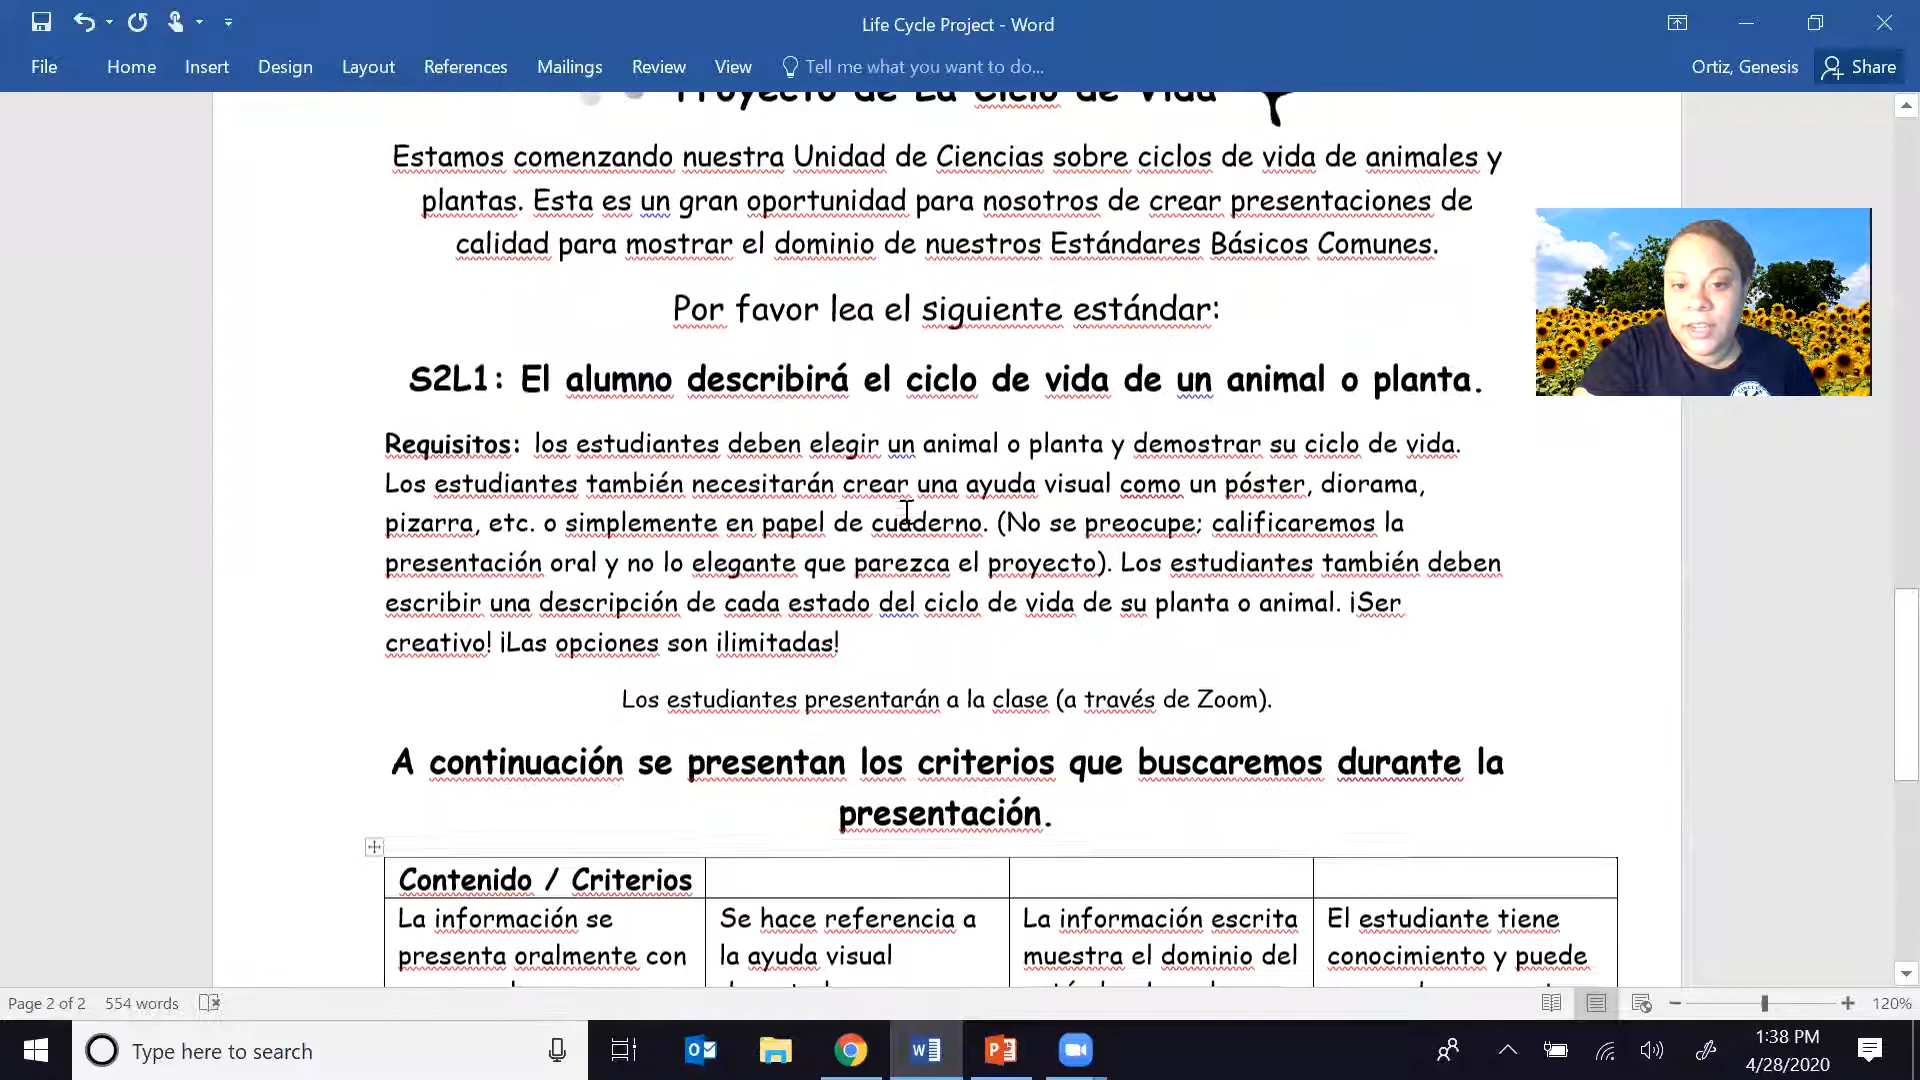 Life Cycle Project - Word
File Home Insert Design Layout References Mailings Review View Tell me what you want to do... Ortiz, Genesis Share
Proyecto de La Ciclo de Vida
Estamos comenzando nuestra Unidad de Ciencias sobre ciclos de vida de animales y
plantas. Esta es un gran oportunidad para nosotros de crear presentaciones de
calidad para mostrar el dominio de nuestros Estándares Básicos Comunes.
Por favor lea el siguiente estándar:
S2L1: El alumno describirá el ciclo de vida de un animal o planta.
Requisitos: los estudiantes deben elegir un animal o planta y demostrar su ciclo de vida.
Los estudiantes también necesitarán crear una ayuda visual como un póster, diorama,
pizarra, etc. o simplemente en papel de cuaderno. (No se preocupe; calificaremos la
presentación oral y no lo elegante que parezca el proyecto). Los estudiantes también deben
escribir una descripción de cada estado del ciclo de vida de su planta o animal. ¡Ser
creativo! ¡Las opciones son ilimitadas!
Los estudiantes presentarán a la clase (a través de Zoom).
A continuación se presentan los criterios que buscaremos durante la
presentación.
Contenido / Criterios
La información se
presenta oralmente con
Se hace referencia a
la ayuda visual
La información escrita
muestra el dominio del
El estudiante tiene
conocimiento y puede
Page 2 of 2 554 words 120%
Type here to search
1:38 PM
4/28/2020